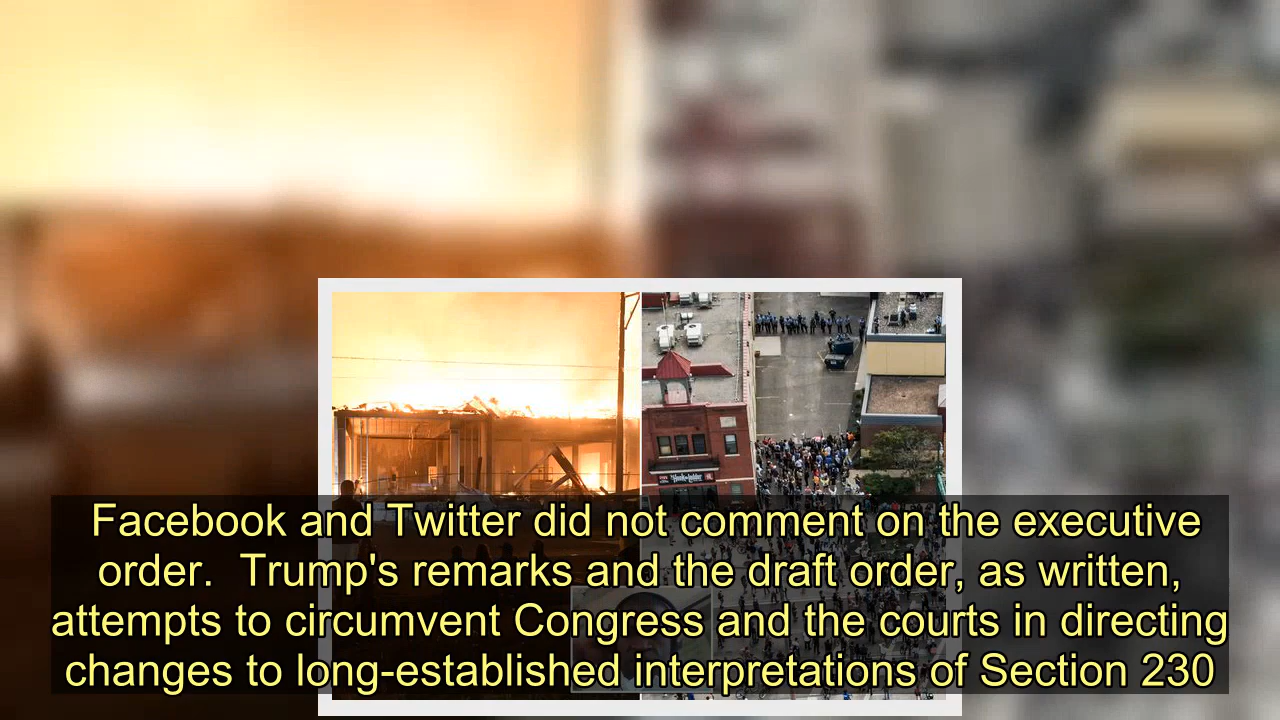 Facebook and Twitter did not comment on the executive
order.  Trump's remarks and the draft order, as written,
attempts to circumvent Congress and the courts in directing
changes to long-established interpretations of Section 230